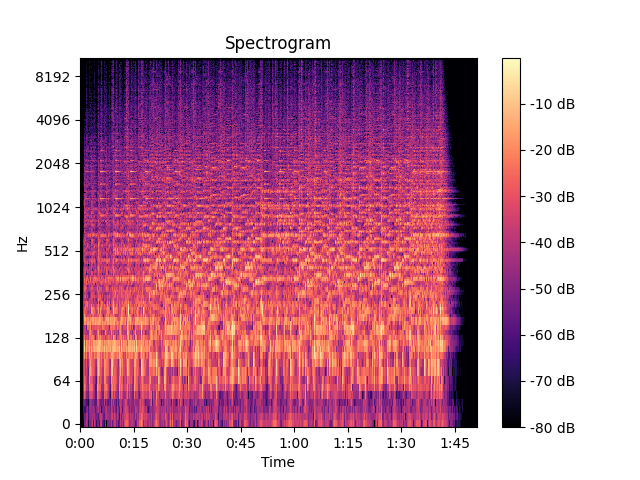 Spectrogram
8192
4096
2048
1024
512
256
128
64
0
Hz
0:00 0:15 0:30 0:45 1:00 1:15 1:30 1:45
Time
-10 dB
-20 dB
-30 dB
-40 dB
-50 dB
-60 dB
-70 dB
-80 dB